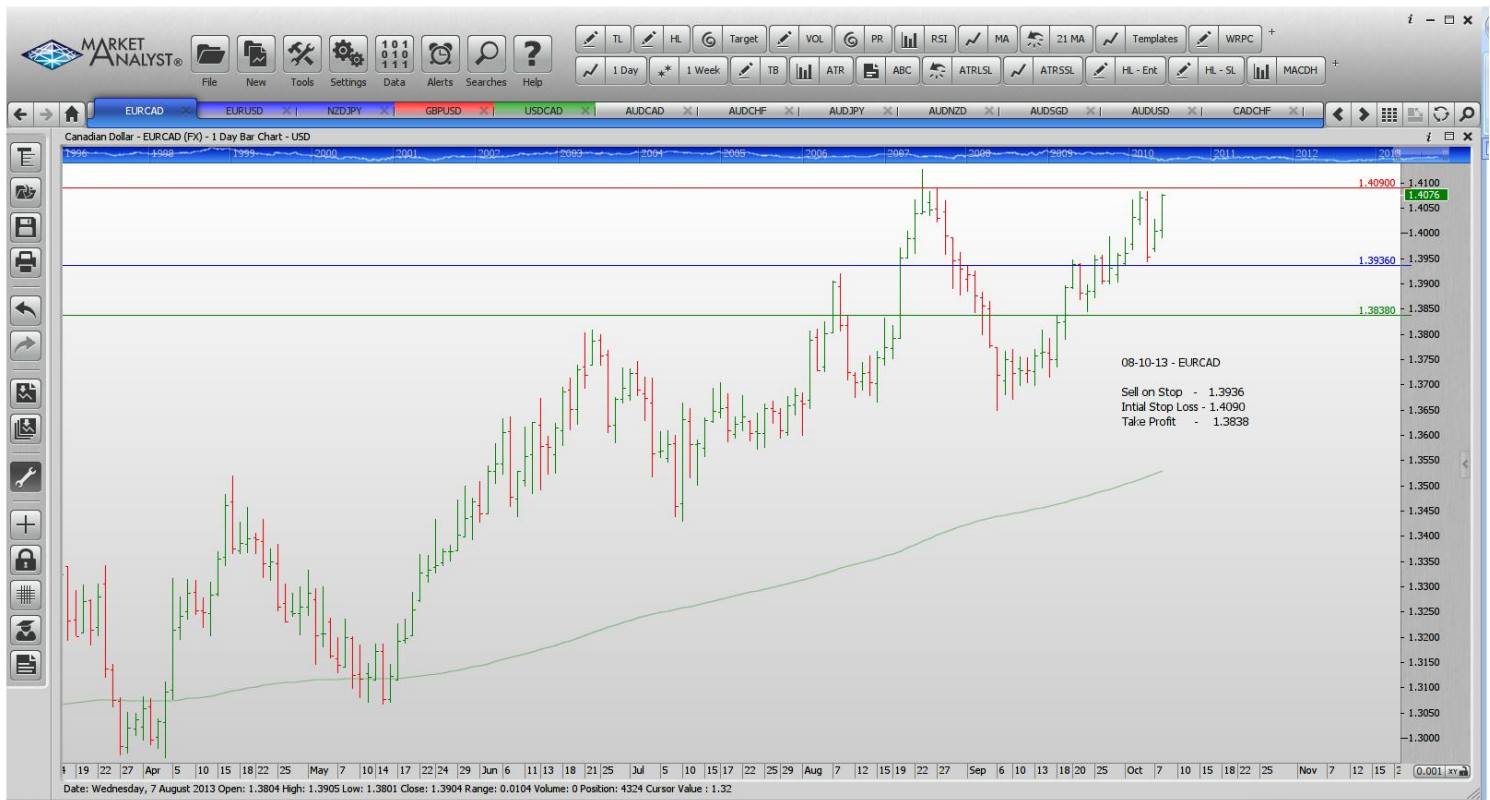 MARKET
ANALYST®
File New Tools Settings Data Alerts Searches Help
101
010
111
?
TL HL Target VOL PR RSI MA 21 MA Templates WRPC +
1 Day 1 Week TB ATR ABC ATRLSL ATRSSL HL - Ent HL - SL MACDH +
EURCAD EURUSD NZDJPY GBPUSD USDCAD AUDCAD AUDCHF AUDJPY AUDNZD AUDSGD AUDUSD CADCHF
Canadian Dollar - EURCAD (FX) - 1 Day Bar Chart - USD
1996 1998 1999 2000 2001 2002 2003 2004 2005 2006 2007 2008 2009 2010 2011 2012
1.40900
1.4100
1.4076
1.4050
1.4000
1.3950
1.39360
1.3900
1.3850
1.38380
1.3800
1.3750
1.3700
1.3650
1.3600
1.3550
1.3500
1.3450
1.3400
1.3350
1.3300
1.3250
1.3200
1.3150
1.3100
1.3050
1.3000
08-10-13 - EURCAD
Sell on Stop - 1.3936
Intial Stop Loss - 1.4090
Take Profit - 1.3838
19 22 27 Apr 5 10 15 18 22 25 May 7 10 14 17 22 24 29 Jun 6 11 13 18 21 25 Jul 5 10 15 17 22 25 29 Aug 7 12 15 19 22 27 Sep 6 10 13 18 20 25 Oct 7 10 15 18 22 25 Nov 7 12 15 0.001 XY
Date: Wednesday, 7 August 2013 Open: 1.3804 High: 1.3905 Low: 1.3801 Close: 1.3904 Range: 0.0104 Volume: 0 Position: 4324 Cursor Value : 1.32